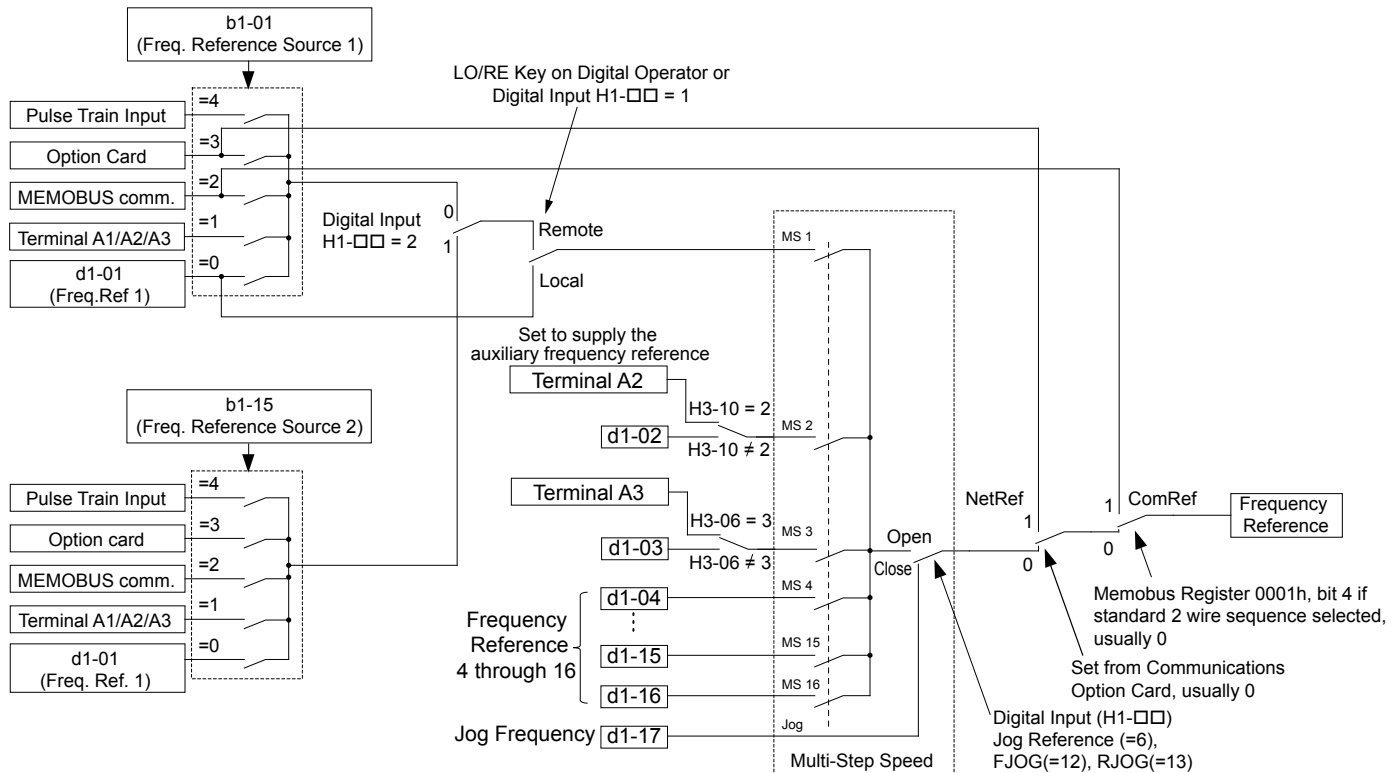 b1-01
(Freq. Reference Source 1)
Pulse Train Input
=4
Option Card
=3
MEMOBUS comm.
=2
Terminal A1/A2/A3
=1
d1-01
(Freq.Ref 1)
=0
LO/RE Key on Digital Operator or
Digital Input H1-□□ = 1
Digital Input
H1-□□ = 2
0
1
Remote
Local
b1-15
(Freq. Reference Source 2)
Pulse Train Input
=4
Option card
=3
MEMOBUS comm.
=2
Terminal A1/A2/A3
=1
d1-01
(Freq. Ref. 1)
=0
Set to supply the
auxiliary frequency reference
Terminal A2
H3-10 = 2
d1-02
H3-10 ≠ 2
Terminal A3
H3-06 = 3
d1-03
H3-06 ≠ 3
Frequency
Reference
4 through 16
d1-04
d1-15
d1-16
Jog Frequency
d1-17
MS 1
MS 2
MS 3
MS 4
MS 15
MS 16
Jog
Multi-Step Speed
Open
Close
NetRef
1
0
ComRef
1
0
Frequency
Reference
Memobus Register 0001h, bit 4 if
standard 2 wire sequence selected,
usually 0
Set from Communications
Option Card, usually 0
Digital Input (H1-□□)
Jog Reference (=6),
FJOG(=12), RJOG(=13)